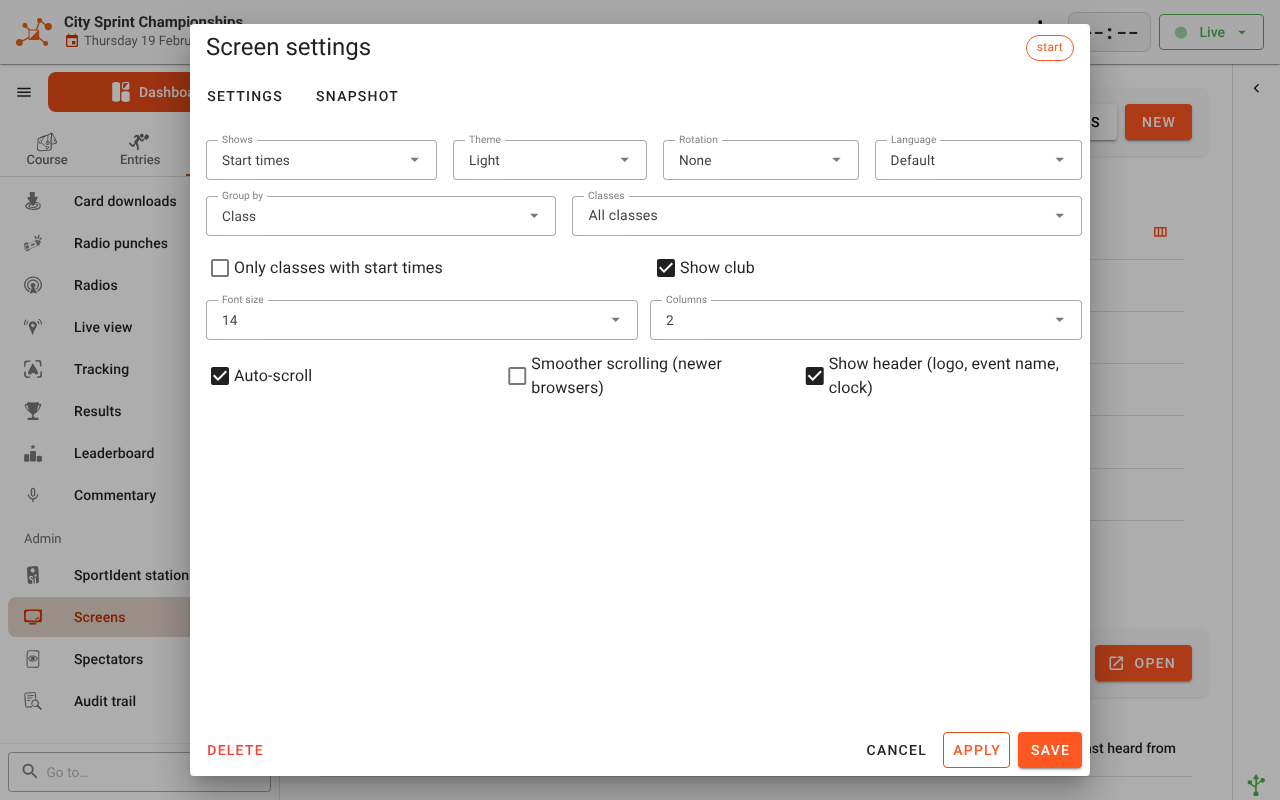 City Sprint Championships
Thursday 19 Febru
--:--
Live
Screen settings
start
Dashboa
SETTINGS
SNAPSHOT
S
NEW
Course
Entries
Shows
Start times
Theme
Light
Rotation
None
Language
Default
Card downloads
Group by
Class
Classes
All classes
Radio punches
Only classes with start times
Show club
Radios
Font size
14
Columns
2
Live view
Tracking
Auto-scroll
Smoother scrolling (newer
browsers)
Show header (logo, event name,
clock)
Results
Leaderboard
Commentary
Admin
SportIdent station
Screens
Spectators
OPEN
Audit trail
DELETE
CANCEL
APPLY
SAVE
st heard from
Go to...